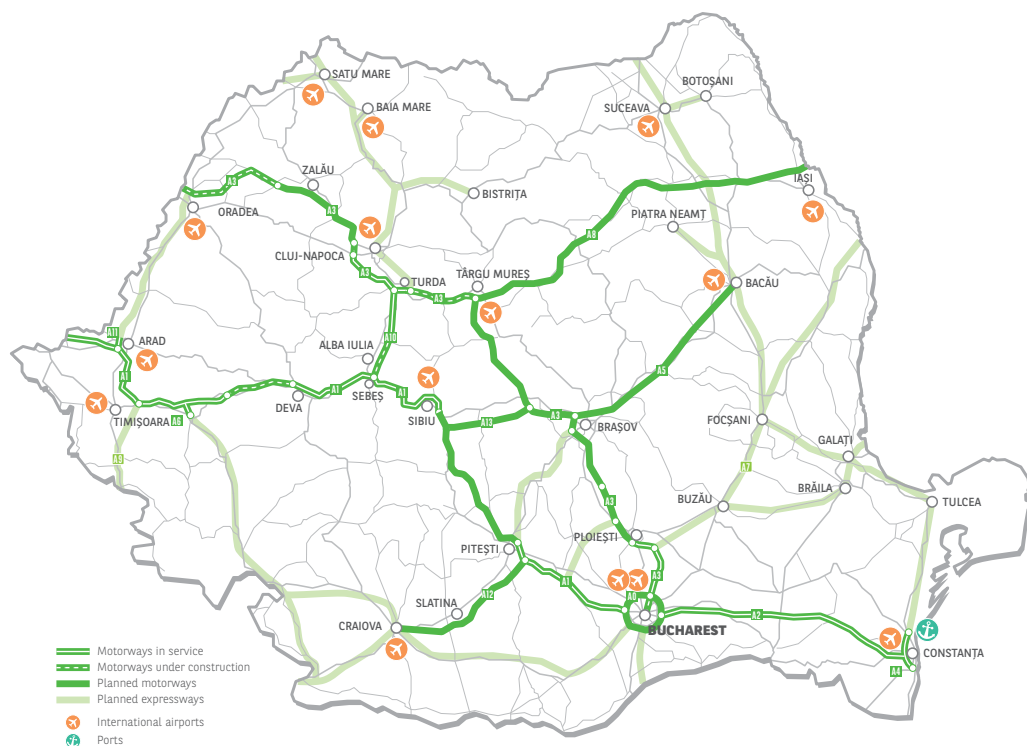 SATU MARE
BOTOȘANI
BAIA MARE
SUCEAVA
ZALĂU
IAȘI
A3
BISTRIȚA
ORADEA
A3
PIATRA NEAMȚ
A8
CLUJ-NAPOCA
A3
TÂRGU MUREȘ
TURDA
BACĂU
A3
A11
ARAD
A10
ALBA IULIA
A5
A1
A1
A1
SEBEȘ
DEVA
SIBIU
A3
TIMIȘOARA
A6
A13
BRAȘOV
FOCȘANI
GALAȚI
A9
A7
BRĂILA
BUZĂU
A3
TULCEA
PLOIEȘTI
PITEȘTI
A1
A3
A12
A0
SLATINA
A2
CRAIOVA
BUCHAREST
CONSTANȚA
A4
Motorways in service
Motorways under construction
Planned motorways
Planned expressways
International airports
Ports